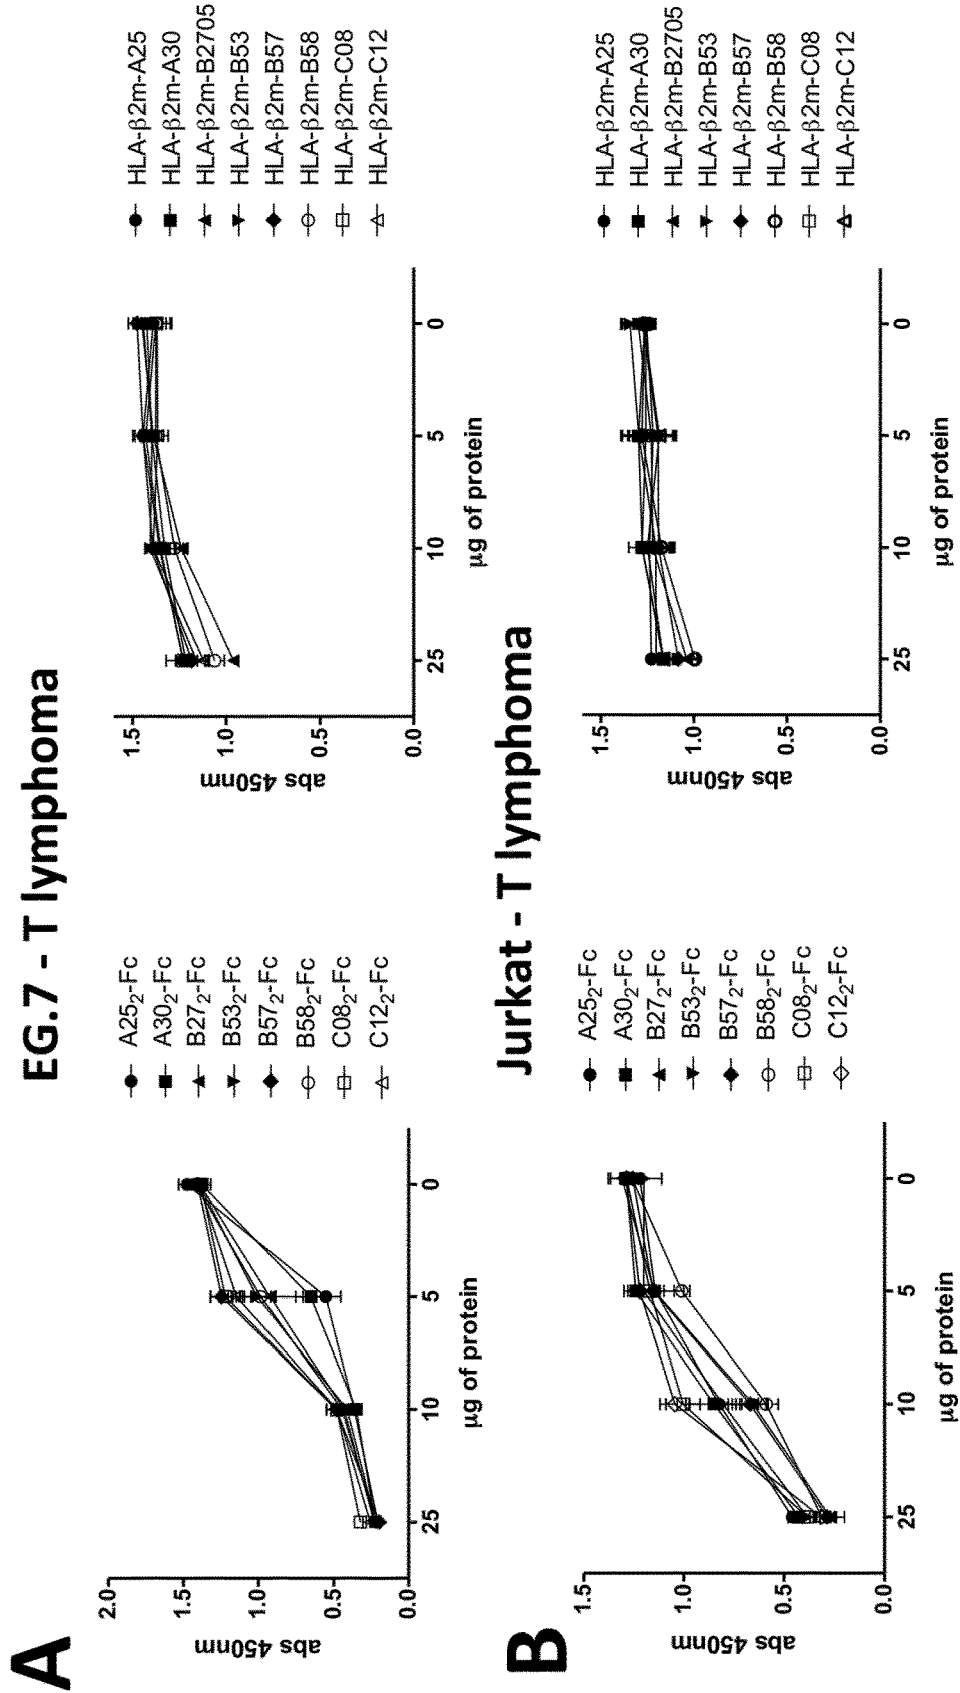 A
EG.7 - T lymphoma
abs 450nm
2.0
1.5
1.0
0.5
0.0
25
10
5
0
µg of protein
A25₂-Fc
A30₂-Fc
B27₂-Fc
B53₂-Fc
B57₂-Fc
B58₂-Fc
C08₂-Fc
C12₂-Fc
abs 450nm
1.5
1.0
0.5
0.0
25
10
5
0
µg of protein
HLA-β2m-A25
HLA-β2m-A30
HLA-β2m-B2705
HLA-β2m-B53
HLA-β2m-B57
HLA-β2m-B58
HLA-β2m-C08
HLA-β2m-C12
B
Jurkat - T lymphoma
abs 450nm
1.5
1.0
0.5
0.0
25
10
5
0
µg of protein
A25₂-Fc
A30₂-Fc
B27₂-Fc
B53₂-Fc
B57₂-Fc
B58₂-Fc
C08₂-Fc
C12₂-Fc
abs 450nm
1.5
1.0
0.5
0.0
25
10
5
0
µg of protein
HLA-β2m-A25
HLA-β2m-A30
HLA-β2m-B2705
HLA-β2m-B53
HLA-β2m-B57
HLA-β2m-B58
HLA-β2m-C08
HLA-β2m-C12